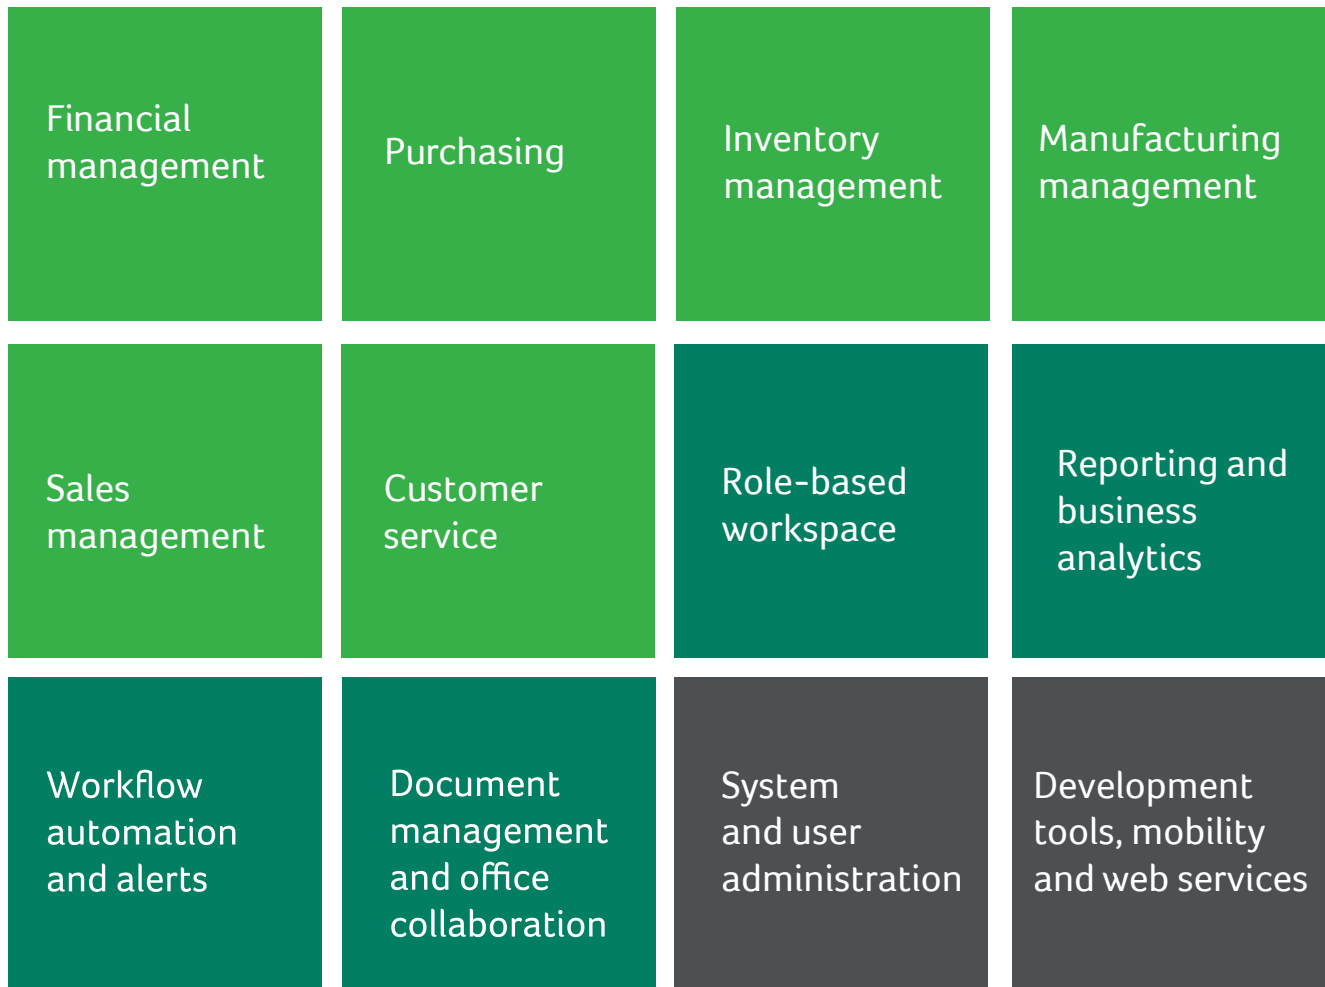 Financial
management
Purchasing
Inventory
management
Manufacturing
management
Sales
management
Customer
service
Role-based
workspace
Reporting and
business
analytics
Workflow
automation
and alerts
Document
management
and office
collaboration
System
and user
administration
Development
tools, mobility
and web services